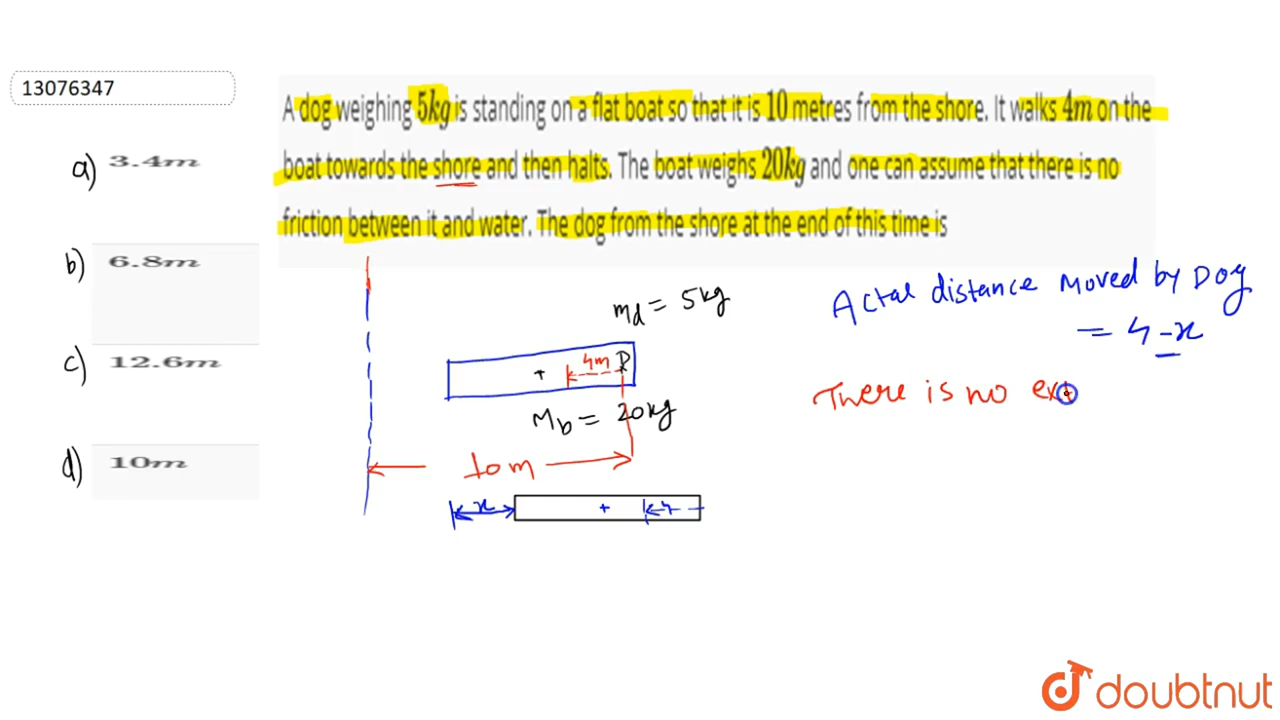 13076347
A dog weighing 5kg is standing on a flat boat so that it is 10 metres from the shore. It walks 4m on the
boat towards the shore and then halts. The boat weighs 20kg and one can assume that there is no
friction between it and water. The dog from the shore at the end of this time is
a) 3.4m
b) 6.8m
c) 12.6m
d) 10m
m_d = 5kg
4m D
M_b = 20kg
10m
x
4
Actal distance moved by Dog
= 4-x
There is no ext
doubtnut